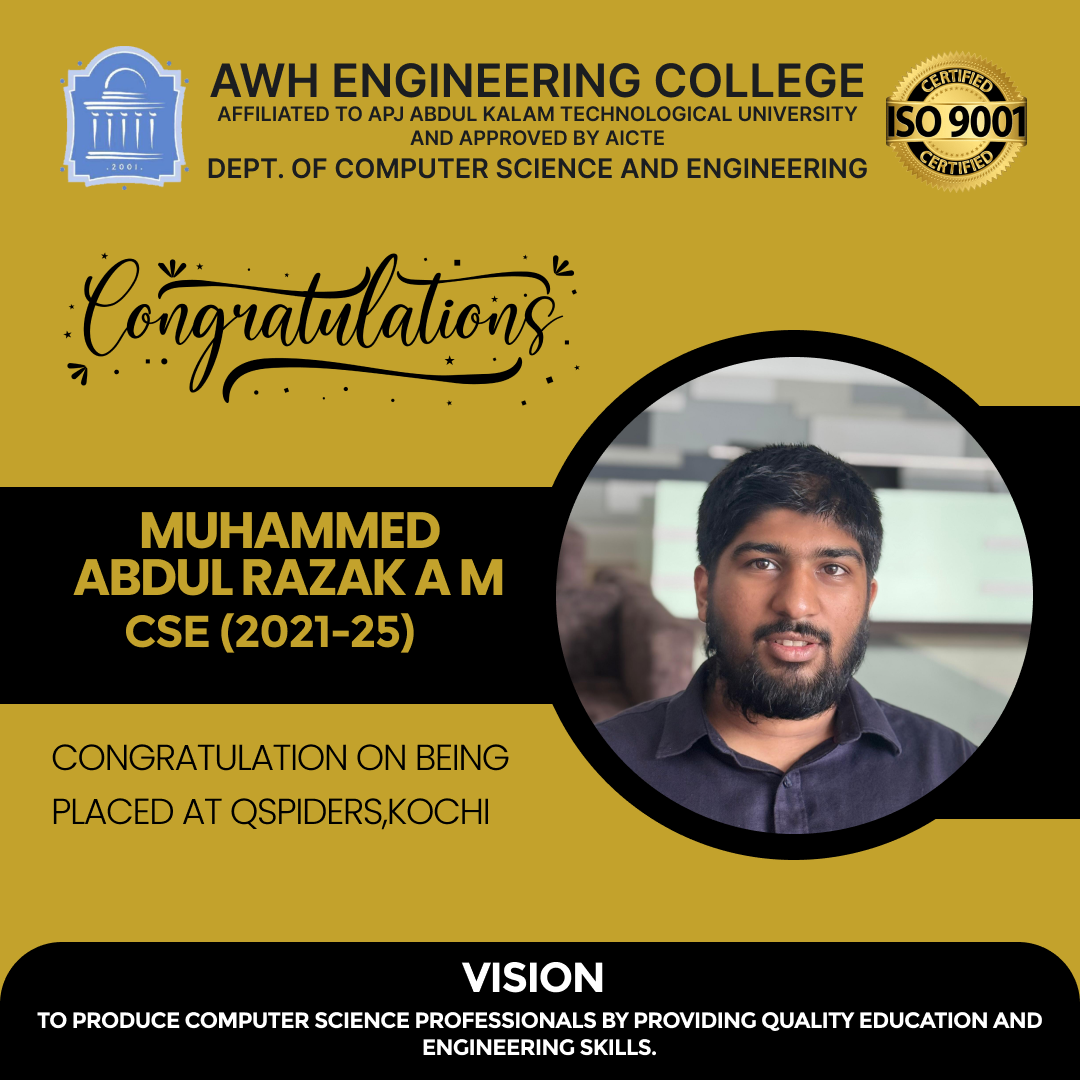 AWH ENGINEERING COLLEGE
AFFILIATED TO APJ ABDUL KALAM TECHNOLOGICAL UNIVERSITY
AND APPROVED BY AICTE
DEPT. OF COMPUTER SCIENCE AND ENGINEERING
.2001.
CERTIFIED
ISO 9001
CERTIFIED
Congratulations
MUHAMMED
ABDUL RAZAK A M
CSE (2021-25)
CONGRATULATION ON BEING
PLACED AT QSPIDERS,KOCHI
VISION
TO PRODUCE COMPUTER SCIENCE PROFESSIONALS BY PROVIDING QUALITY EDUCATION AND
ENGINEERING SKILLS.